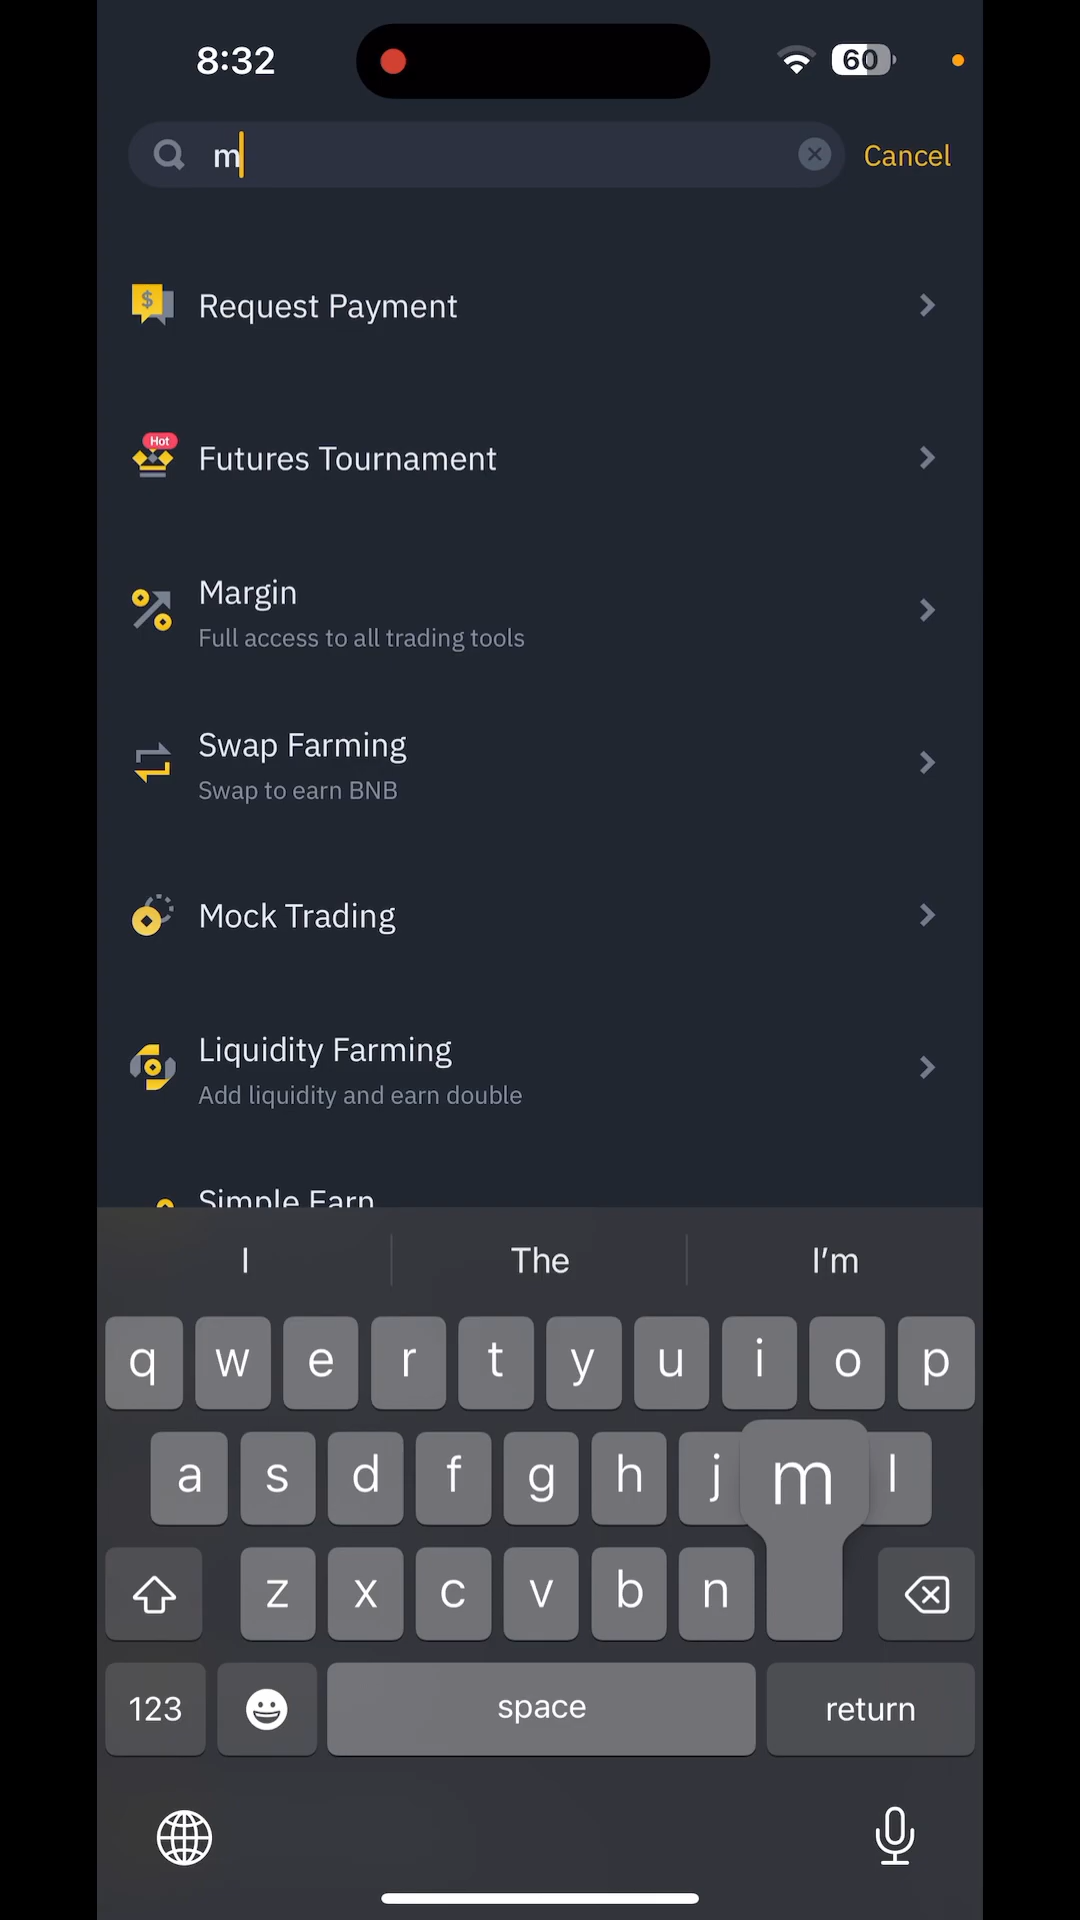 8:32
60
m
Cancel
$
Request Payment
Hot
Futures Tournament
Margin
Full access to all trading tools
Swap Farming
Swap to earn BNB
Mock Trading
Liquidity Farming
Add liquidity and earn double
Simple Earn
I
The
I'm
q w e r t y u i o p
a s d f g h j m l
z x c v b n
123
space
return